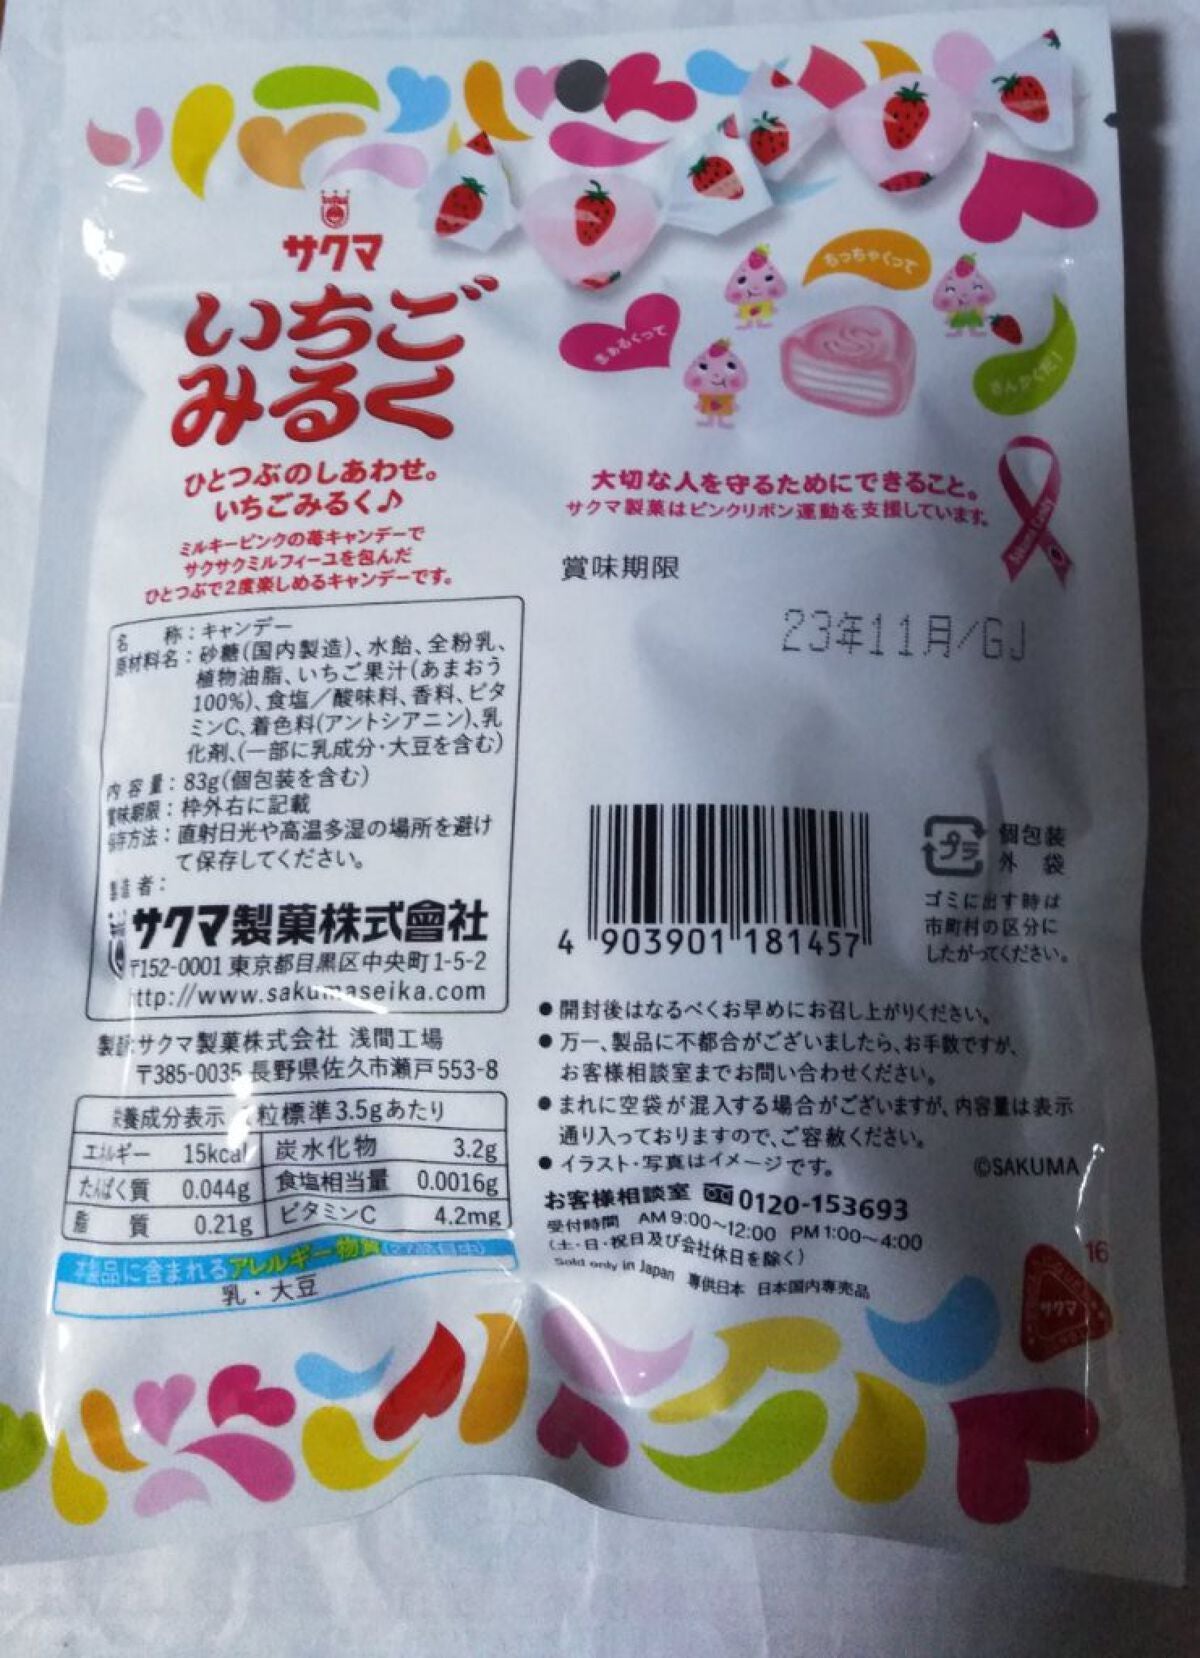 サクマ
いちご
みるく
ひとつぶのしあわせ。
いちごみるく♪
ミルキーピンクの苺キャンデーで
サクサクミルフィーユを包んだ
ひとつぶで2度楽しめるキャンデーです。
まぁるくって
ちっちゃくって
さんかくだ!
大切な人を守るためにできること。
サクマ製菓はピンクリボン運動を支援しています。
賞味期限
23年11月/GJ
名 称:キャンデー
原材料名:砂糖(国内製造)、水飴、全粉乳、
植物油脂、いちご果汁(あまおう
100%)、食塩/酸味料、香料、ビタ
ミンC、着色料(アントシアニン)、乳
化剤、(一部に乳成分・大豆を含む)
内容量:83g(個包装を含む)
賞味期限:枠外右に記載
保存方法:直射日光や高温多湿の場所を避け
て保存してください。
製造者:
サクマ製菓株式會社
〒152-0001 東京都目黒区中央町1-5-2
http://www.sakumaseika.com
サクマ製菓株式会社 浅間工場
〒385-0035 長野県佐久市瀬戸553-8
栄養成分表示 1粒標準3.5gあたり
エネルギー 15kcal 炭水化物 3.2g
たんぱく質 0.044g 食塩相当量 0.0016g
脂 質 0.21g ビタミンC 4.2mg
本製品に含まれるアレルギー物質
乳・大豆
4 903901 181457
プラ
個包装
外 袋
ゴミに出す時は
市町村の区分に
したがってください。
●開封後はなるべくお早めにお召し上がりください。
●万一、製品に不都合がございましたら、お手数ですが、
お客様相談室までお問い合わせください。
●まれに空袋が混入する場合がございますが、内容量は表示
通り入っておりますので、ご容赦ください。
●イラスト・写真はイメージです。
©SAKUMA
お客様相談室 0120-153693
受付時間 AM 9:00~12:00 PM 1:00~4:00
(土・日・祝日及び会社休日を除く)
Sold only in Japan 專供日本 日本国内専売品
16
サクマ